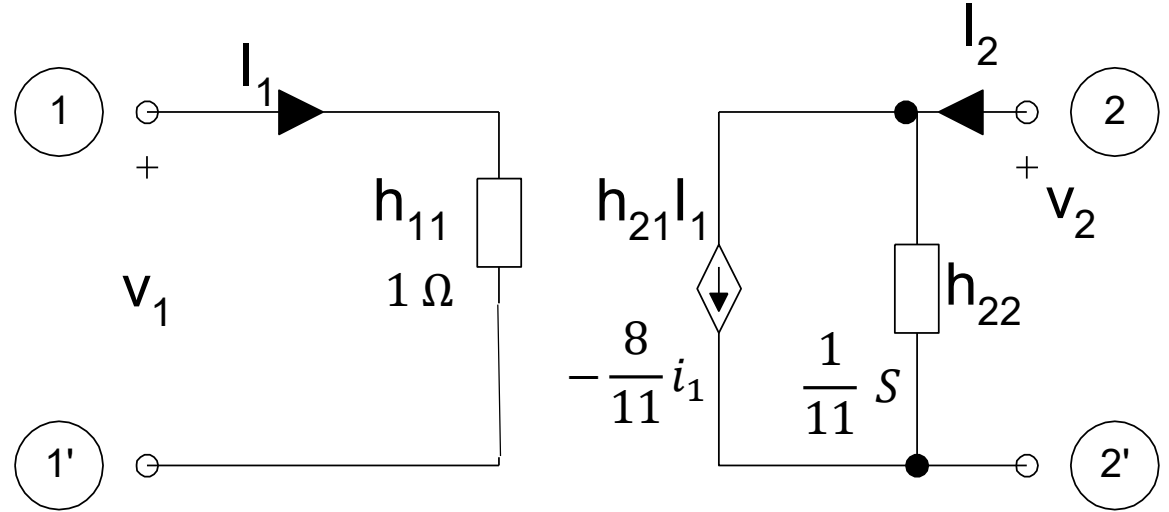 I₂
I₁
1
2
+
+
h₁₁
h₂₁I₁
v₂
1 Ω
v₁
h₂₂
− 8/11 i₁
1/11 S
1'
2'